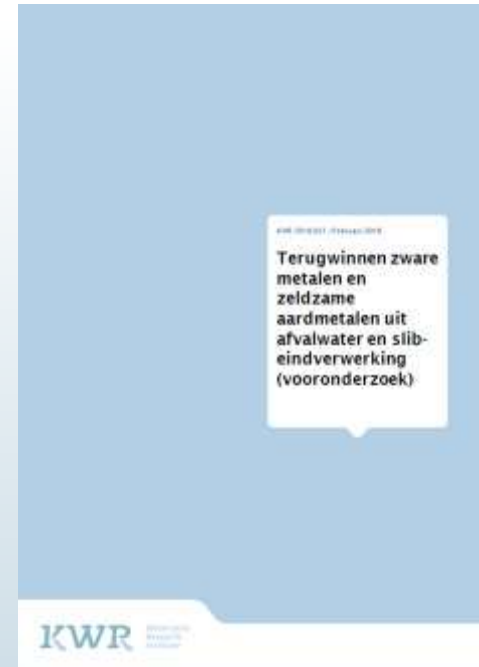 Terugwinnen zware
metalen en
zeldzame
aardmetalen uit
afvalwater en slib-
eindverwerking
(vooronderzoek)
KWR